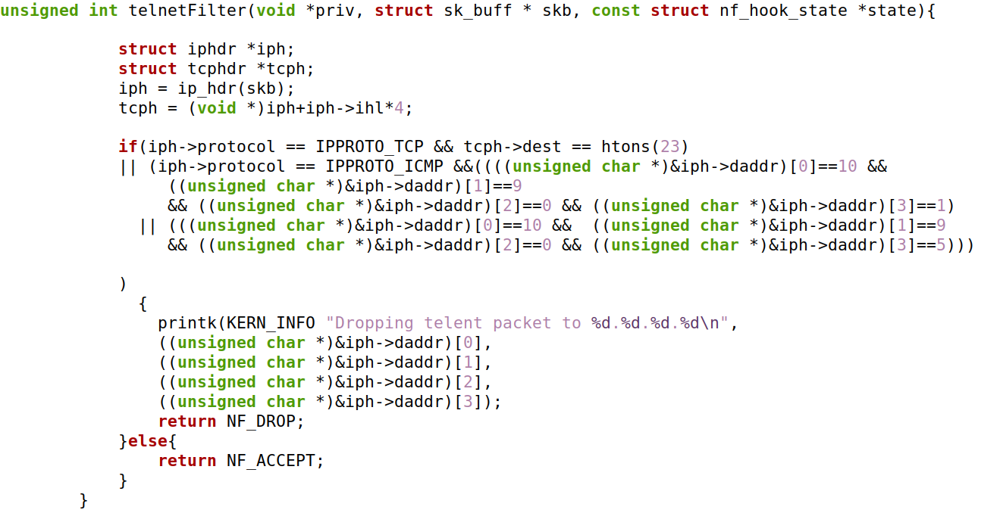 unsigned int telnetFilter(void *priv, struct sk_buff * skb, const struct nf_hook_state *state){
struct iphdr *iph;
struct tcphdr *tcph;
iph = ip_hdr(skb);
tcph = (void *)iph+iph->ihl*4;
if(iph->protocol == IPPROTO_TCP && tcph->dest == htons(23)
|| (iph->protocol == IPPROTO_ICMP &&((((unsigned char *)&iph->daddr)[0]==10 &&
((unsigned char *)&iph->daddr)[1]==9
&& ((unsigned char *)&iph->daddr)[2]==0 && ((unsigned char *)&iph->daddr)[3]==1)
|| (((unsigned char *)&iph->daddr)[0]==10 &&  ((unsigned char *)&iph->daddr)[1]==9
&& ((unsigned char *)&iph->daddr)[2]==0 && ((unsigned char *)&iph->daddr)[3]==5)))
)
{
printk(KERN_INFO "Dropping telent packet to %d.%d.%d.%d\n",
((unsigned char *)&iph->daddr)[0],
((unsigned char *)&iph->daddr)[1],
((unsigned char *)&iph->daddr)[2],
((unsigned char *)&iph->daddr)[3]);
return NF_DROP;
}else{
return NF_ACCEPT;
}
}